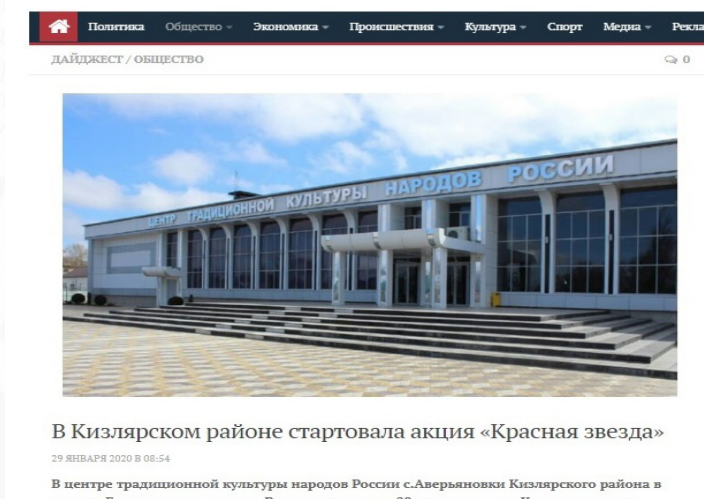 Политика Общество Экономика Происшествия Культура Спорт Медиа Рекла
ДАЙДЖЕСТ / ОБЩЕСТВО 0
ЦЕНТР ТРАДИЦИОННОЙ КУЛЬТУРЫ НАРОДОВ РОССИИ
В Кизлярском районе стартовала акция «Красная звезда»
29 ЯНВАРЯ 2020 В 08:54
В центре традиционной культуры народов России с.Аверьяновки Кизлярского района в